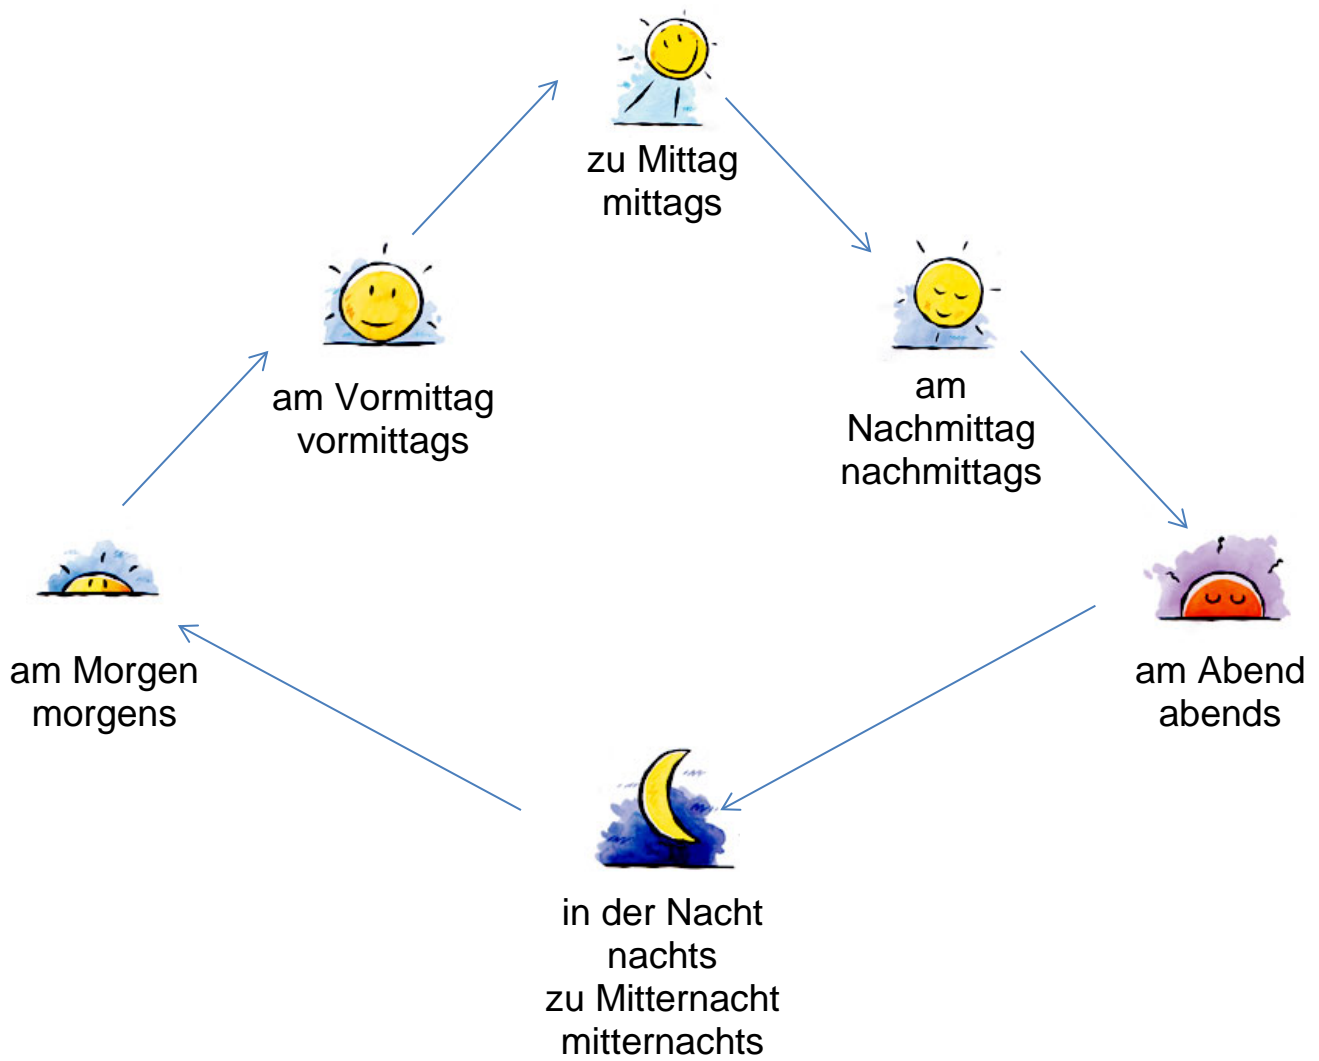 zu Mittag
mittags
am Vormittag
vormittags
am
Nachmittag
nachmittags
am Morgen
morgens
am Abend
abends
in der Nacht
nachts
zu Mitternacht
mitternachts